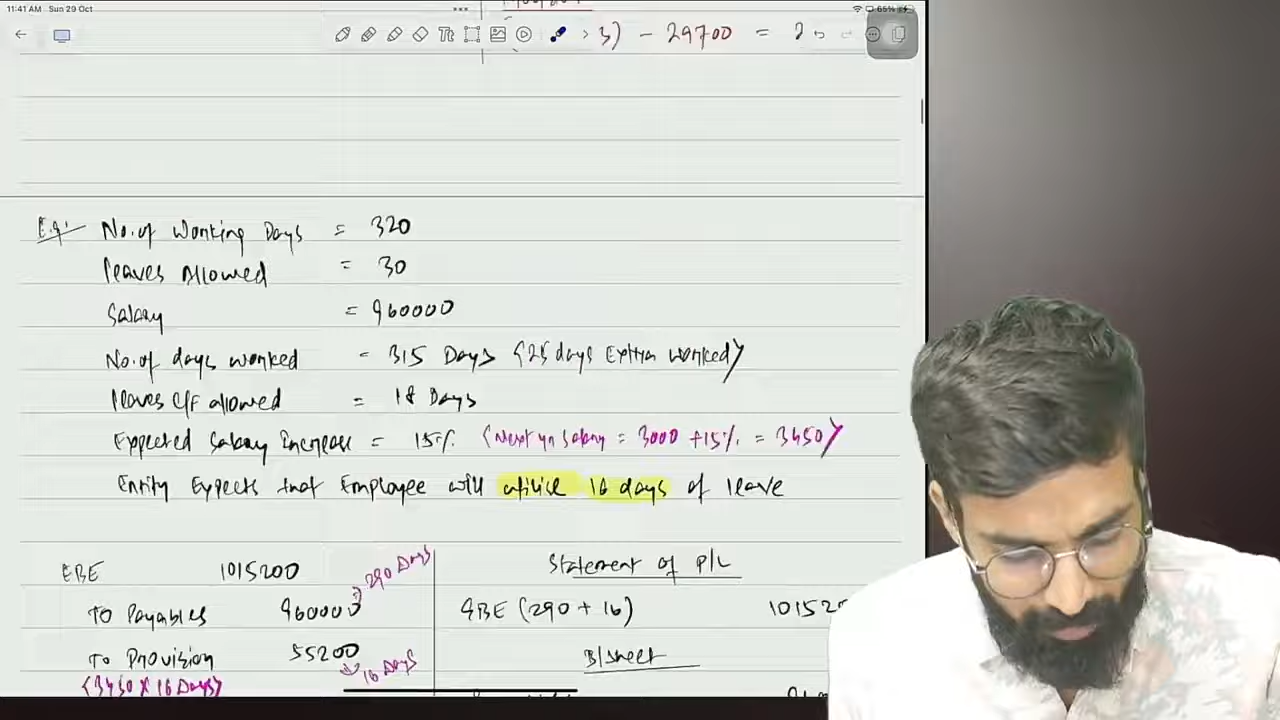 11:41 AM Sun 29 Oct
65%
3) - 29700 =
E.g: No. of Working Days = 320
Leaves Allowed = 30
Salary = 960000
No. of days worked = 315 Days {25 days Extra worked}
Leaves C/F allowed = 18 Days
Expected Salary Increase = 15% {Next yr Salary = 3000 + 15% = 3450}
Entity Expects that Employee will utilise 16 days of leave
EBE 1015200
To Payables 960000 → 290 Days
To Provision 55200 → 16 Days
{3450 X 16 Days}
Statement of P/L
EBE (290 + 16)
B/Sheet